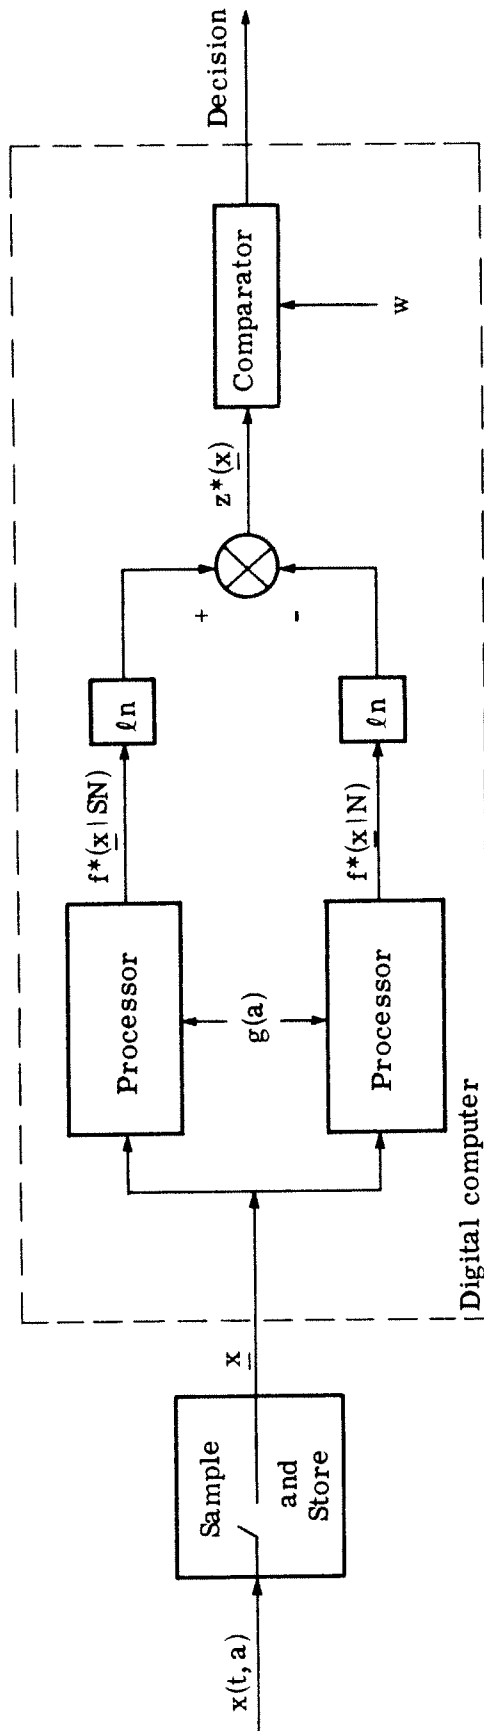 x(t, a)
Sample
and
Store
x
Processor
g(a)
Processor
f*(x | SN)
f*(x | N)
ℓn
ℓn
+
-
z*(x)
Comparator
w
Decision
Digital computer